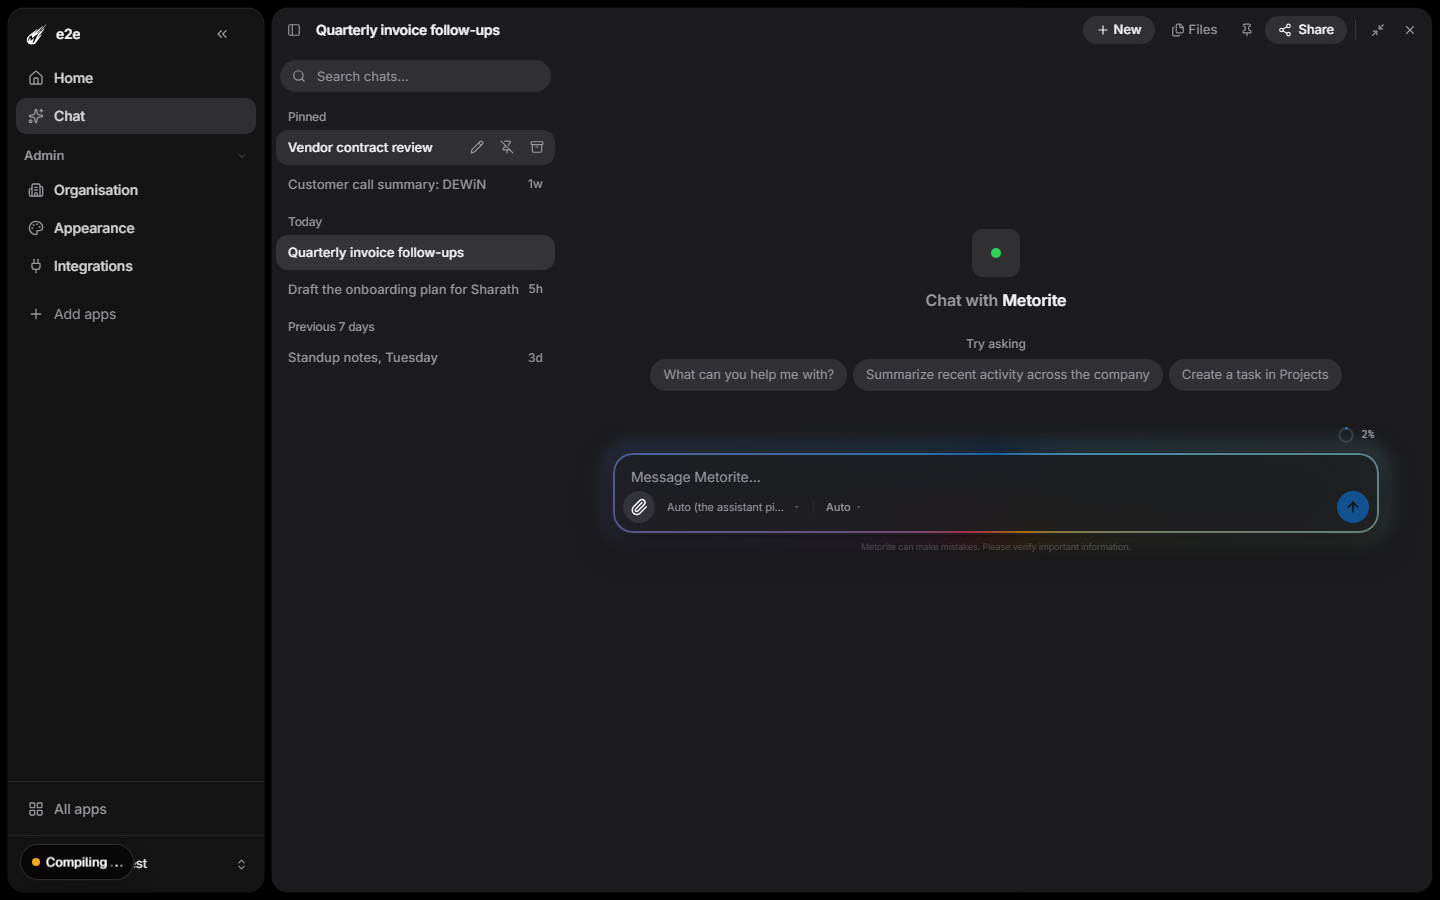 e2e
Home
Chat
Admin
Organisation
Appearance
Integrations
Add apps
All apps
Compiling ...
Quarterly invoice follow-ups
New
Files
Share
Search chats...
Pinned
Vendor contract review
Customer call summary: DEWiN 1w
Today
Quarterly invoice follow-ups
Draft the onboarding plan for Sharath 5h
Previous 7 days
Standup notes, Tuesday 3d
Chat with Metorite
Try asking
What can you help me with?
Summarize recent activity across the company
Create a task in Projects
2%
Message Metorite...
Auto (the assistant pi...
Auto
Metorite can make mistakes. Please verify important information.